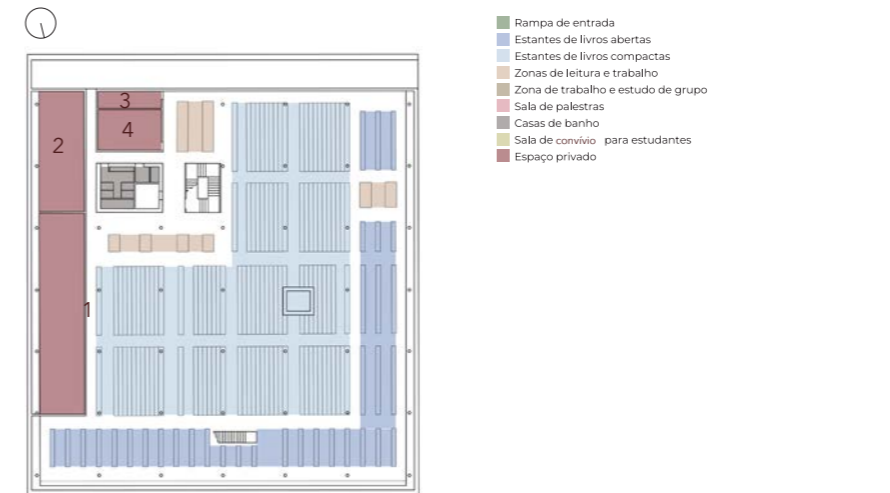 Rampa de entrada
Estantes de livros abertas
Estantes de livros compactas
Zonas de leitura e trabalho
Zona de trabalho e estudo de grupo
Sala de palestras
Casas de banho
Sala de convívio para estudantes
Espaço privado
3
4
2
1